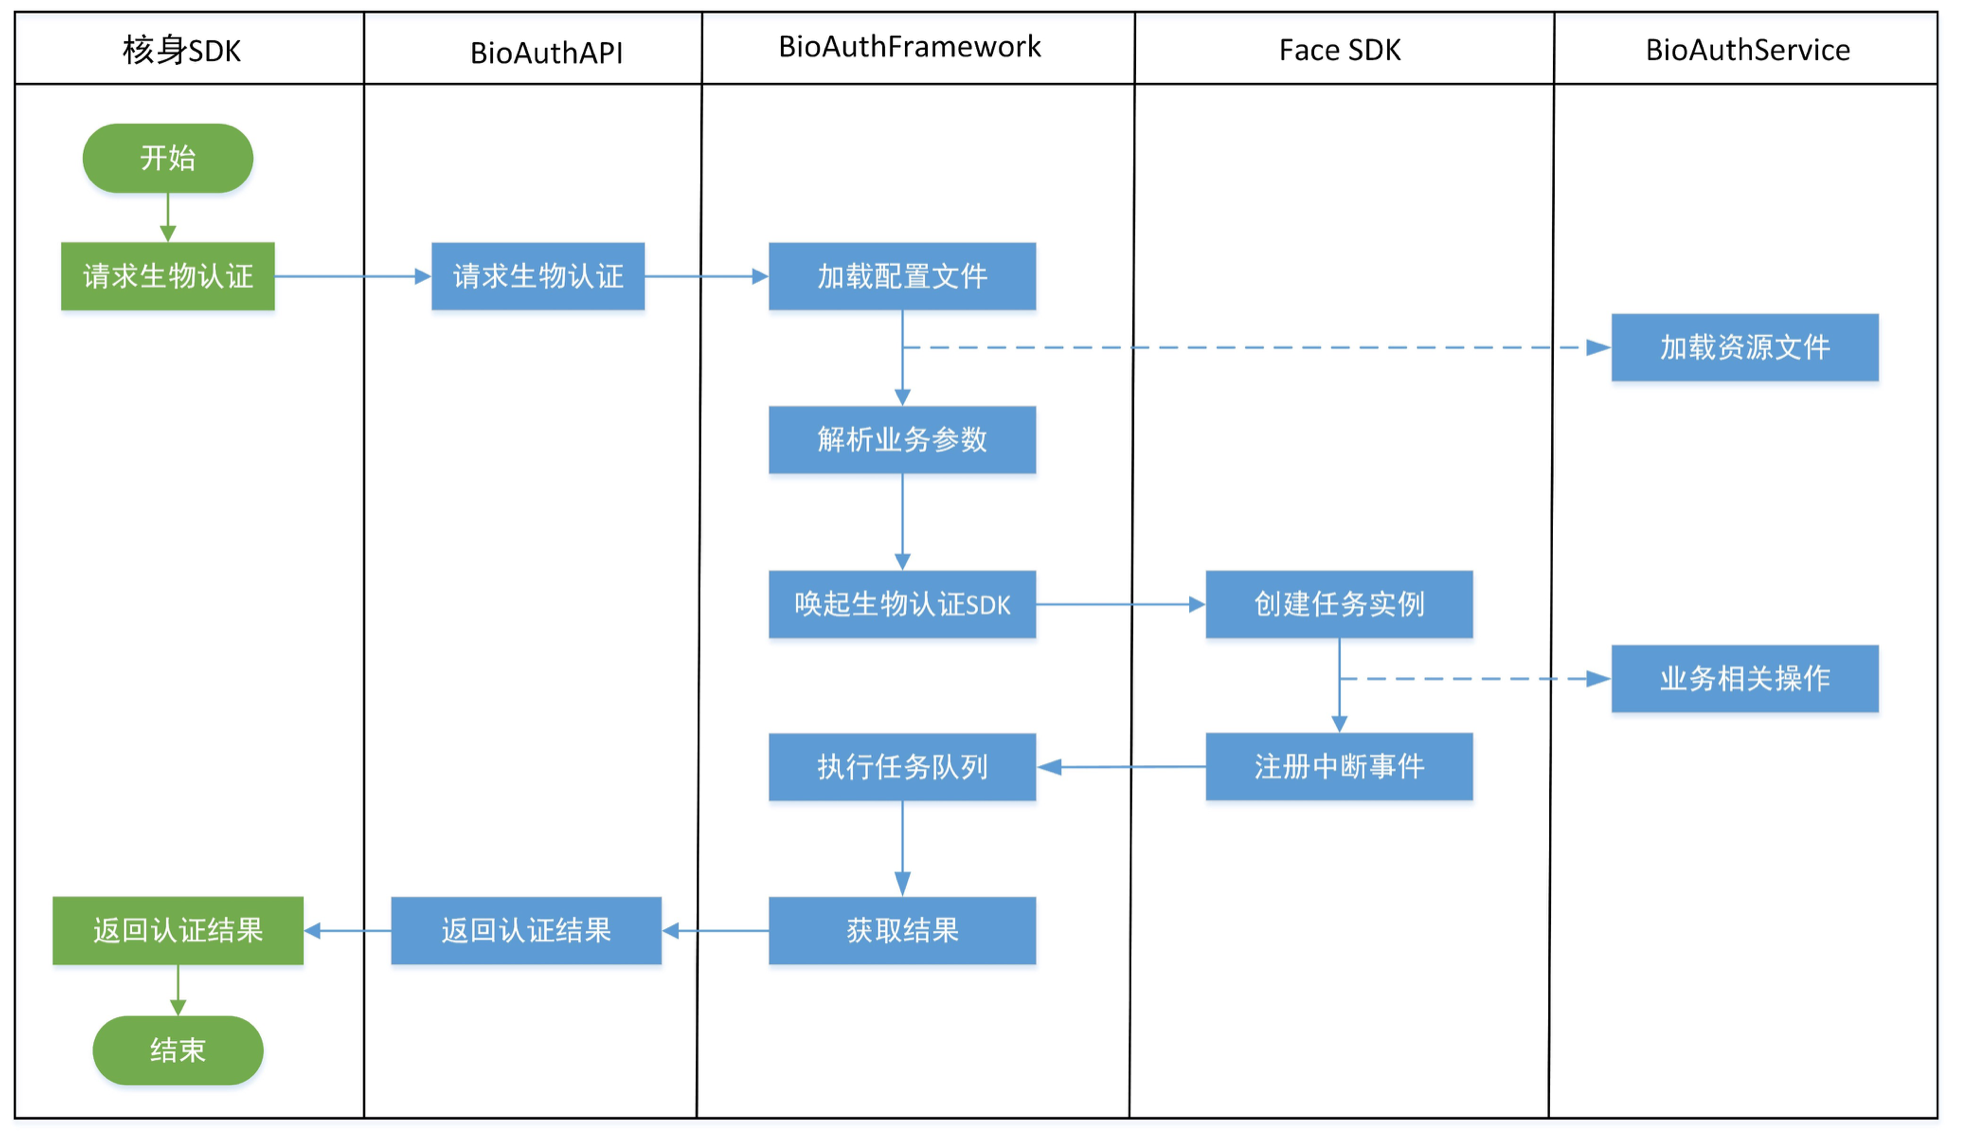 核身SDK
BioAuthAPI
BioAuthFramework
Face SDK
BioAuthService
开始
请求生物认证
请求生物认证
加载配置文件
加载资源文件
解析业务参数
唤起生物认证SDK
创建任务实例
业务相关操作
执行任务队列
注册中断事件
返回认证结果
返回认证结果
获取结果
结束